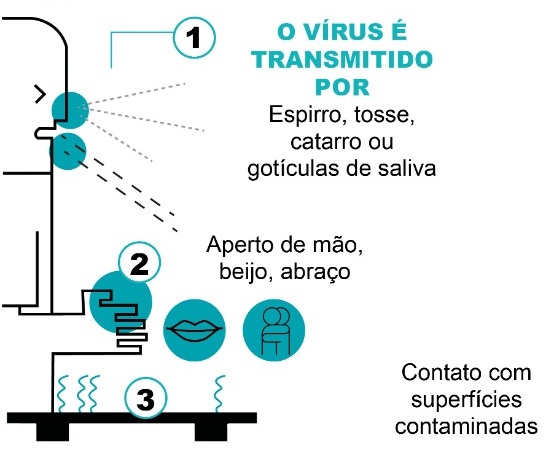 1
O VÍRUS É
TRANSMITIDO
POR
Espirro, tosse,
catarro ou
gotículas de saliva
2
Aperto de mão,
beijo, abraço
3
Contato com
superfícies
contaminadas